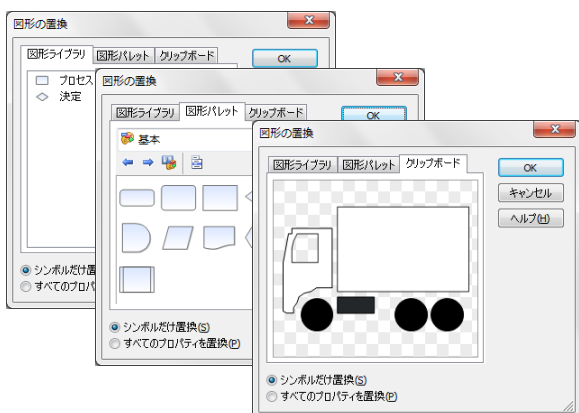 図形の置換
図形ライブラリ 図形パレット クリップボード
OK
プロセス
決定
シンボルだけ置
すべてのプロパ
図形の置換
図形ライブラリ 図形パレット クリップボード
OK
基本
シンボルだけ置換(S)
すべてのプロパティを置換(P)
図形の置換
図形ライブラリ 図形パレット クリップボード
OK
キャンセル
ヘルプ(H)
シンボルだけ置換(S)
すべてのプロパティを置換(P)